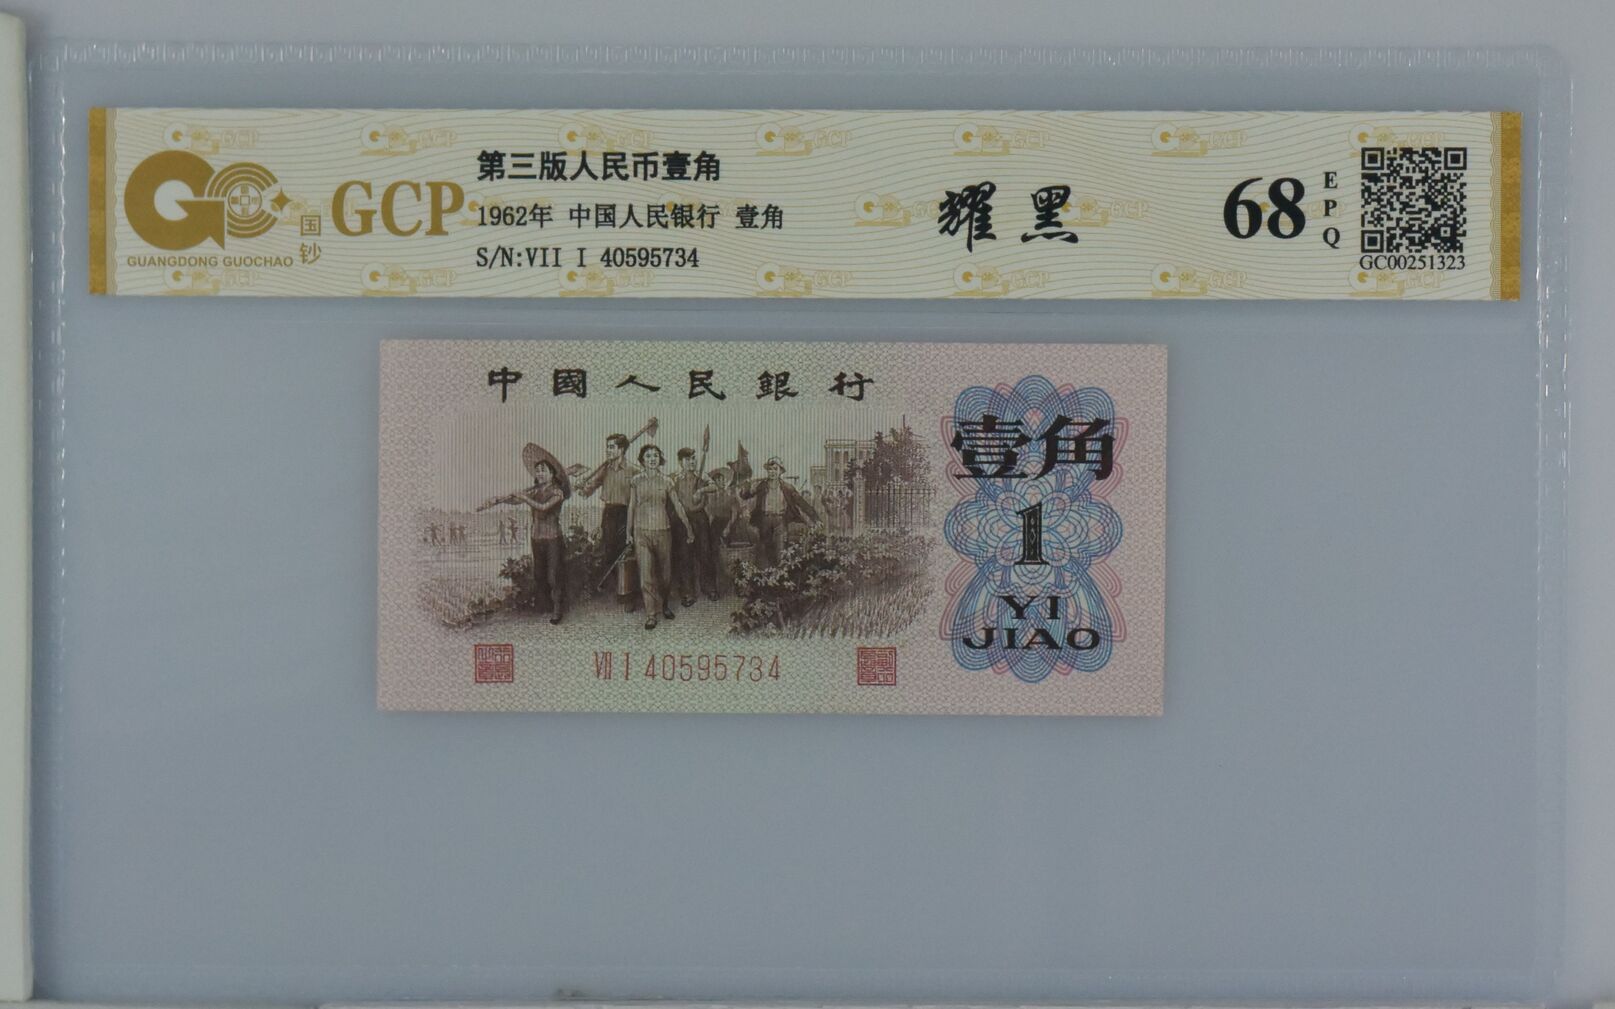 GCP
国钞
GUANGDONG GUOCHAO
第三版人民币壹角
1962年 中国人民银行 壹角
S/N:VII I 40595734
耀黑
68
EPQ
GC00251323
中國人民銀行
壹角
1
YI
JIAO
VII I 40595734